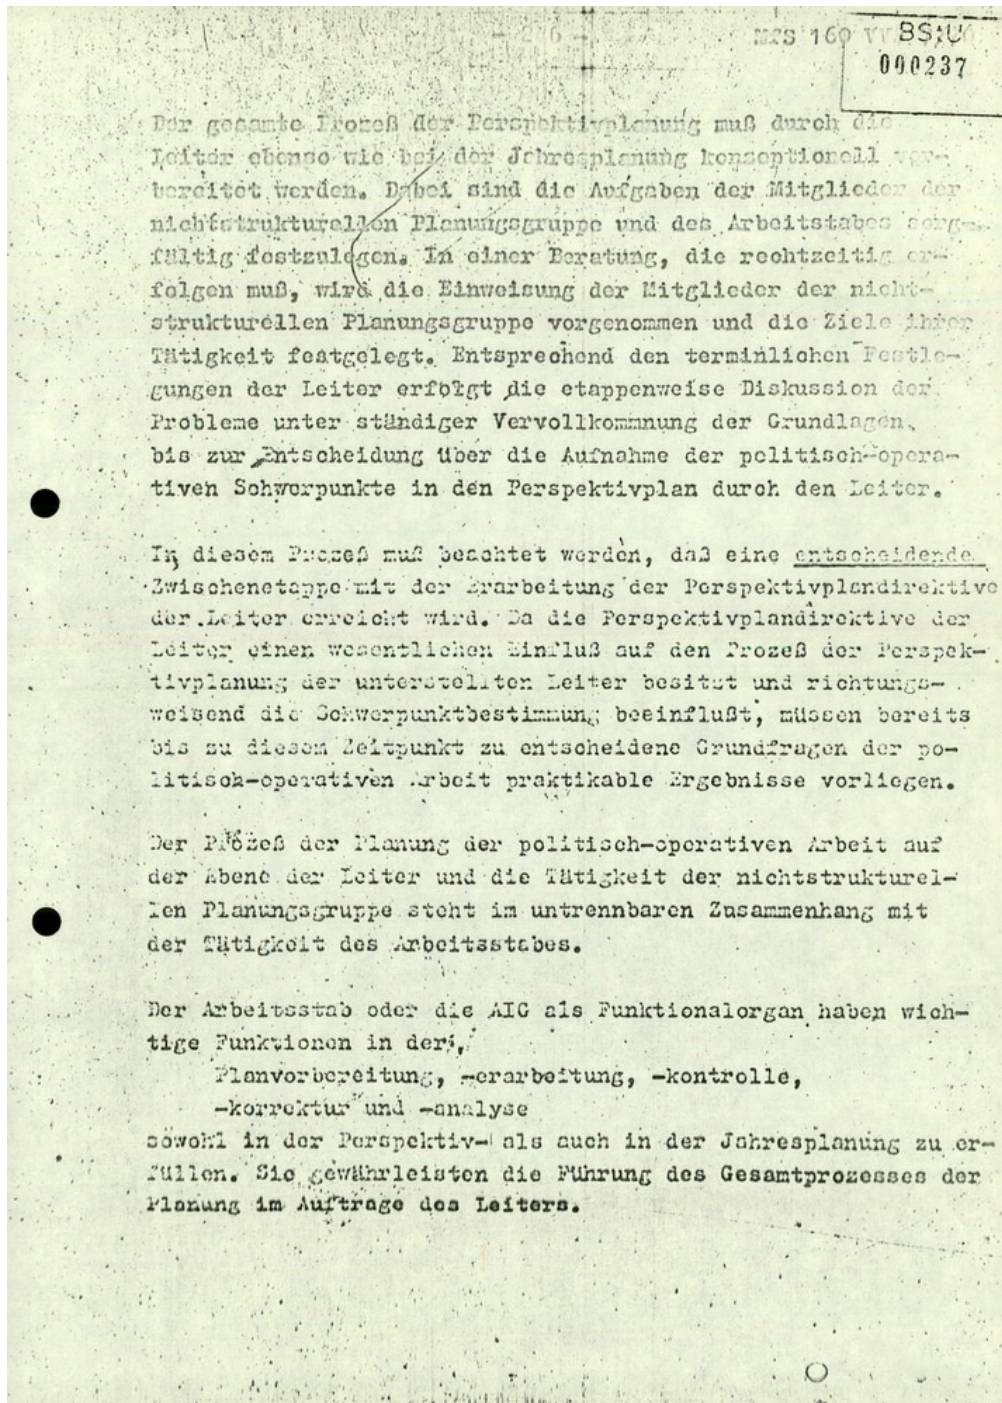 - 236 -
MfS 160
BStU
000237
Der gesamte Prozeß der Perspektivplanung muß durch die
Leiter ebenso wie bei der Jahresplanung konzeptionell vor-
bereitet werden. Dabei sind die Aufgaben der Mitglieder der
nichtstrukturellen Planungsgruppe und des Arbeitstabes sorg-
fältig festzulegen. In einer Beratung, die rechtzeitig er-
folgen muß, wird die Einweisung der Mitglieder der nicht-
strukturellen Planungsgruppe vorgenommen und die Ziele ihrer
Tätigkeit festgelegt. Entsprechend den terminlichen Festle-
gungen der Leiter erfolgt die etappenweise Diskussion der
Probleme unter ständiger Vervollkommnung der Grundlagen,
bis zur Entscheidung über die Aufnahme der politisch-opera-
tiven Schwerpunkte in den Perspektivplan durch den Leiter.
In diesem Prozeß muß beachtet werden, daß eine entscheidende
Zwischenetappe mit der Erarbeitung der Perspektivplandirektive
der Leiter erreicht wird. Da die Perspektivplandirektive der
Leiter einen wesentlichen Einfluß auf den Prozeß der Perspek-
tivplanung der unterstellten Leiter besitzt und richtungs-
weisend die Schwerpunktbestimmung beeinflußt, müssen bereits
bis zu diesem Zeitpunkt zu entscheidene Grundfragen der po-
litisch-operativen Arbeit praktikable Ergebnisse vorliegen.
Der Prozeß der Planung der politisch-operativen Arbeit auf
der Ebene der Leiter und die Tätigkeit der nichtstrukturel-
len Planungsgruppe steht im untrennbaren Zusammenhang mit
der Tätigkeit des Arbeitsstabes.
Der Arbeitsstab oder die AIG als Funktionalorgan haben wich-
tige Funktionen in der
Planvorbereitung, -erarbeitung, -kontrolle,
-korrektur und -analyse
sowohl in der Perspektiv- als auch in der Jahresplanung zu er-
füllen. Sie gewährleisten die Führung des Gesamtprozesses der
Planung im Auftrage des Leiters.